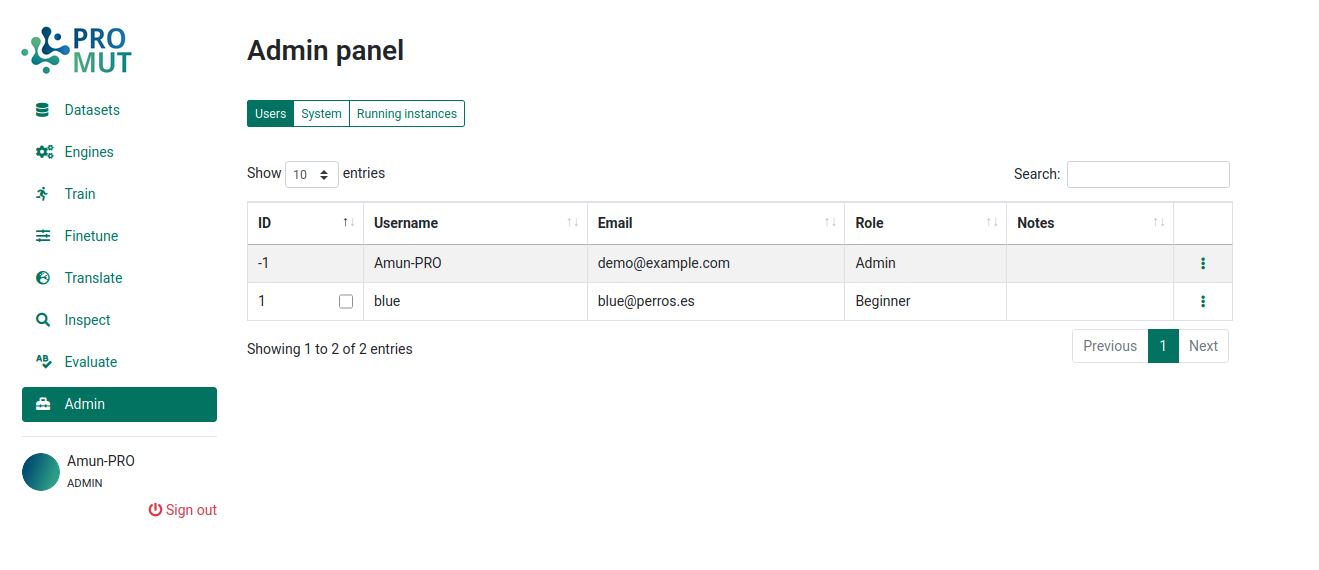 PRO
MUT
Datasets
Engines
Train
Finetune
Translate
Inspect
AB
Evaluate
Admin
Amun-PRO
ADMIN
Sign out
Admin panel
Users System Running instances
Show 10 entries Search:
ID Username Email Role Notes
-1 Amun-PRO demo@example.com Admin
1 blue blue@perros.es Beginner
Showing 1 to 2 of 2 entries Previous 1 Next